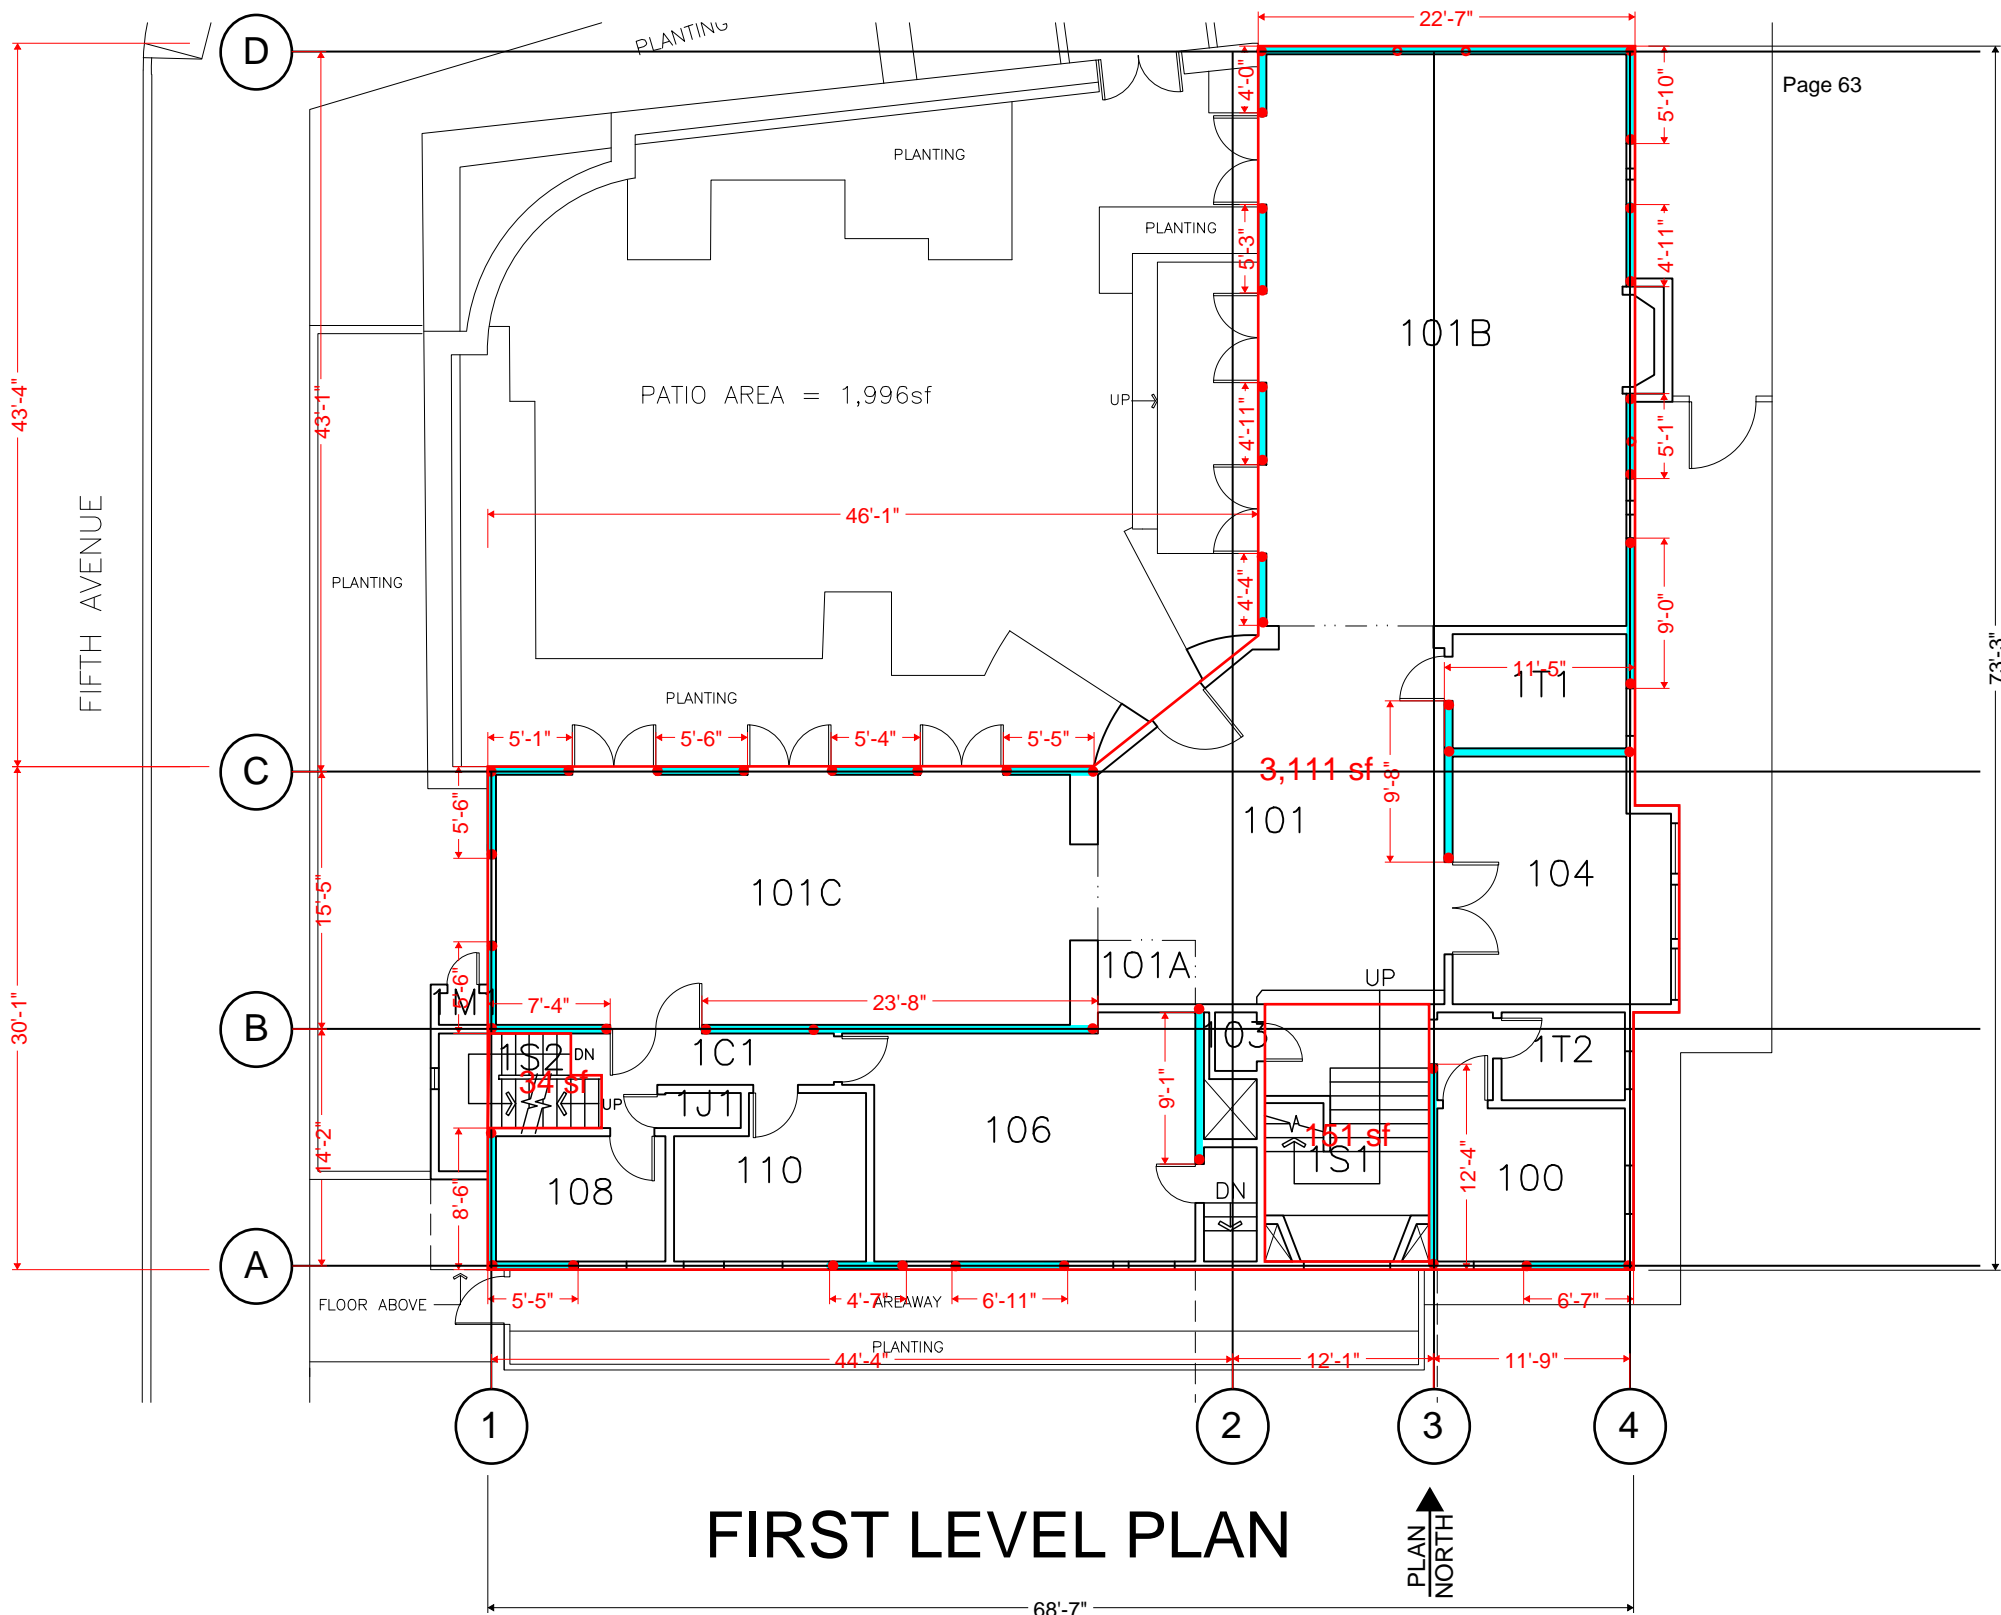 22'-7"
D
PLANTING
Page 63
4'-0"
5'-10"
PLANTING
PLANTING
5'-3"
4'-11"
101B
43'-4"
43'-1"
PATIO AREA = 1,996sf
UP
4'-11"
5'-1"
46'-1"
FIFTH AVENUE
PLANTING
4'-4"
9'-0"
73'-3"
11'-5"
1T1
PLANTING
5'-1"
5'-6"
5'-4"
5'-5"
C
3,111 sf
9'-8"
5'-6"
101
15'-5"
101C
104
101A
UP
5'-6"
1M1
7'-4"
23'-8"
30'-1"
B
103
1S2
DN
1C1
1T2
34 sf
UP
1J1
9'-1"
106
151 sf
14'-2"
12'-4"
110
1S1
108
100
8'-6"
DN
A
FLOOR ABOVE
5'-5"
4'-7"
AREAWAY
6'-11"
6'-7"
PLANTING
44'-4"
12'-1"
11'-9"
1
2
3
4
FIRST LEVEL PLAN
PLAN
NORTH
68'-7"